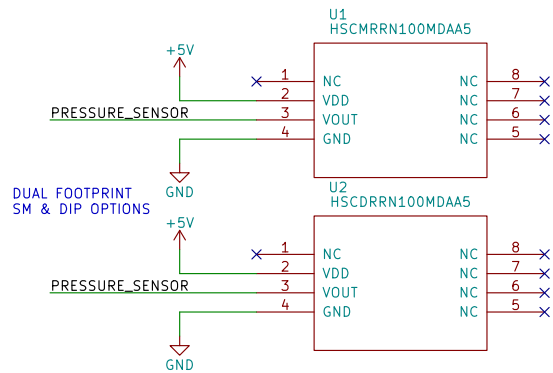 U1
HSCMRRN100MDAA5
+5V
1 NC NC 8
2 VDD NC 7
PRESSURE_SENSOR 3 VOUT NC 6
4 GND NC 5
GND
DUAL FOOTPRINT
SM & DIP OPTIONS
U2
HSCDRRN100MDAA5
+5V
1 NC NC 8
2 VDD NC 7
PRESSURE_SENSOR 3 VOUT NC 6
4 GND NC 5
GND